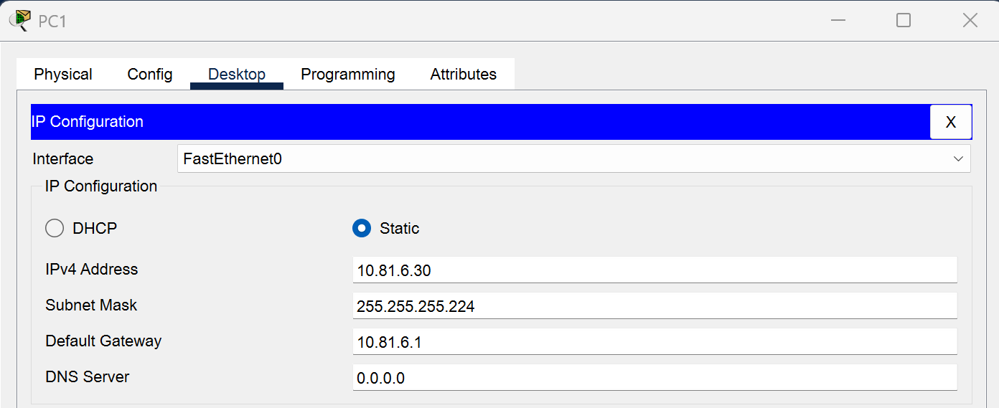 PC1
Physical Config Desktop Programming Attributes
IP Configuration X
Interface FastEthernet0
IP Configuration
DHCP Static
IPv4 Address 10.81.6.30
Subnet Mask 255.255.255.224
Default Gateway 10.81.6.1
DNS Server 0.0.0.0